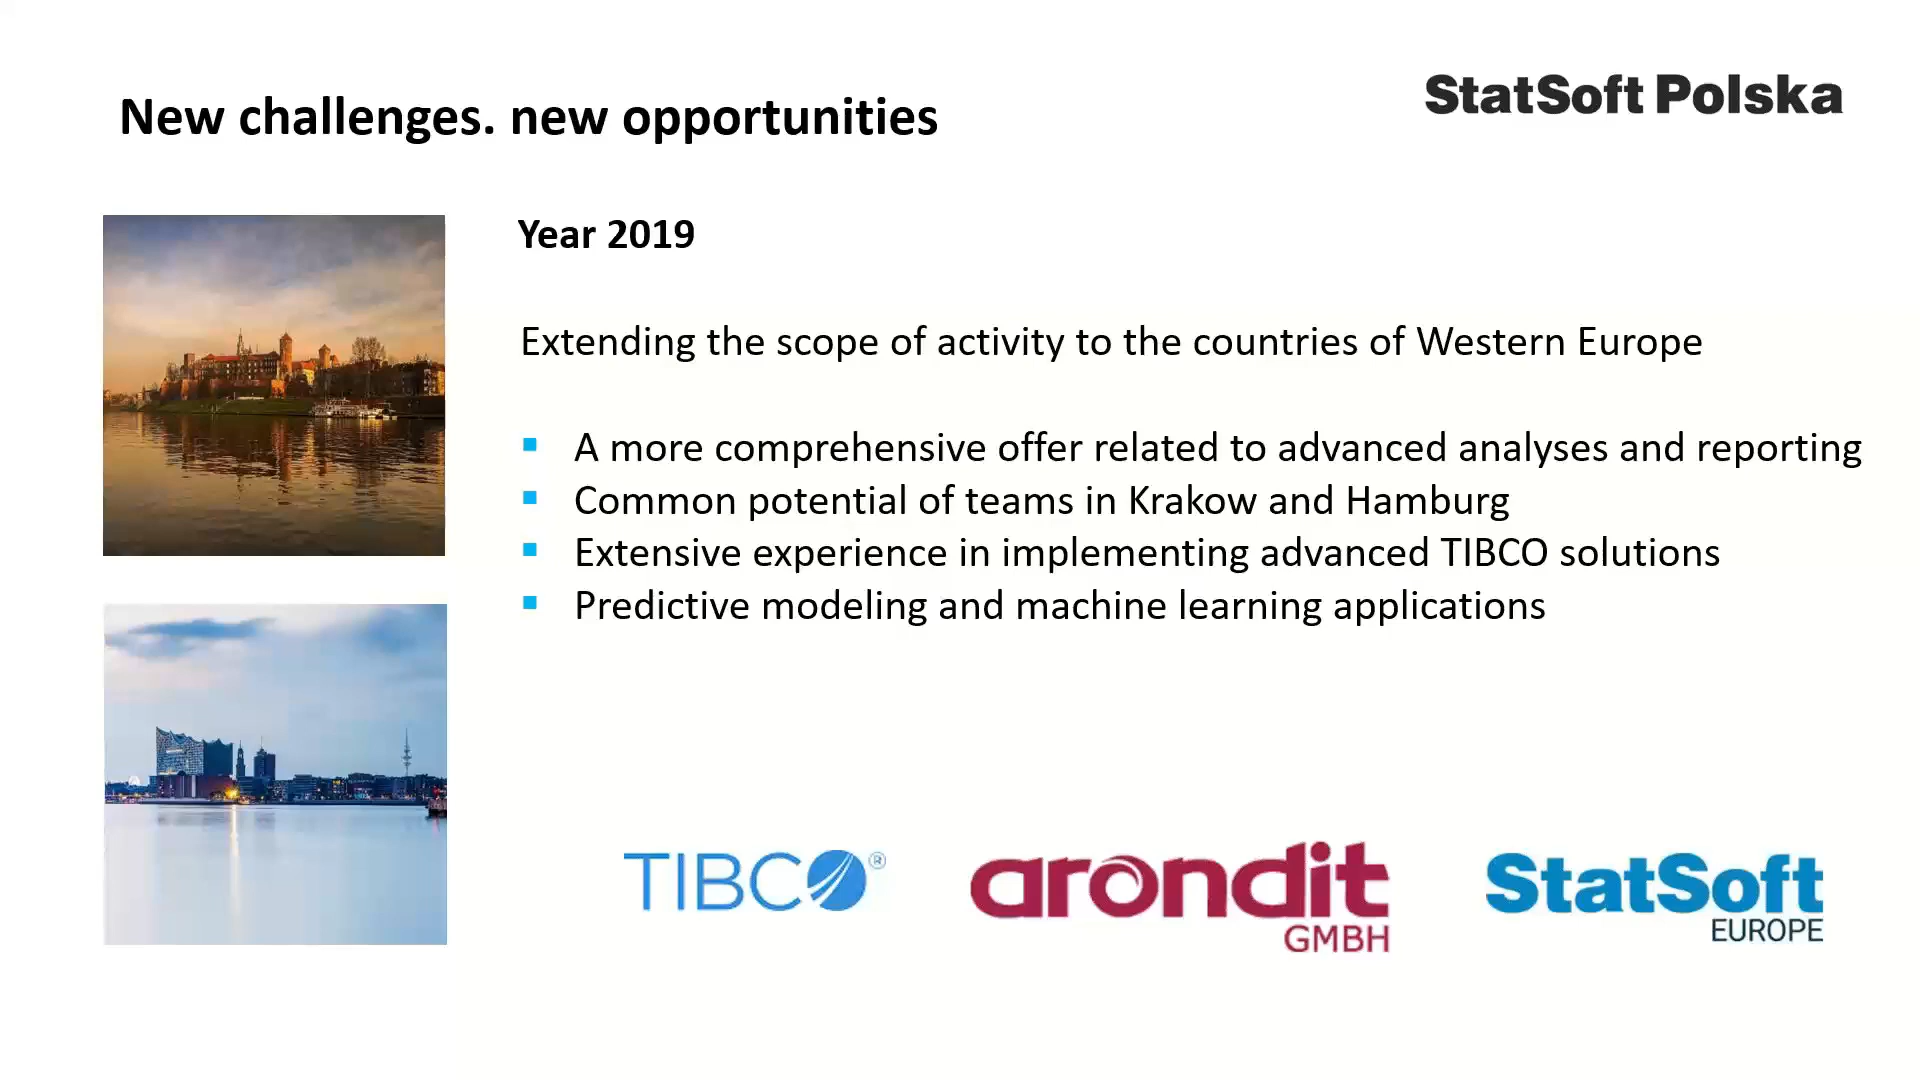 New challenges. new opportunities
StatSoft Polska
Year 2019
Extending the scope of activity to the countries of Western Europe
▪ A more comprehensive offer related to advanced analyses and reporting
▪ Common potential of teams in Krakow and Hamburg
▪ Extensive experience in implementing advanced TIBCO solutions
▪ Predictive modeling and machine learning applications
TIBCO®
arondit
GMBH
StatSoft
EUROPE